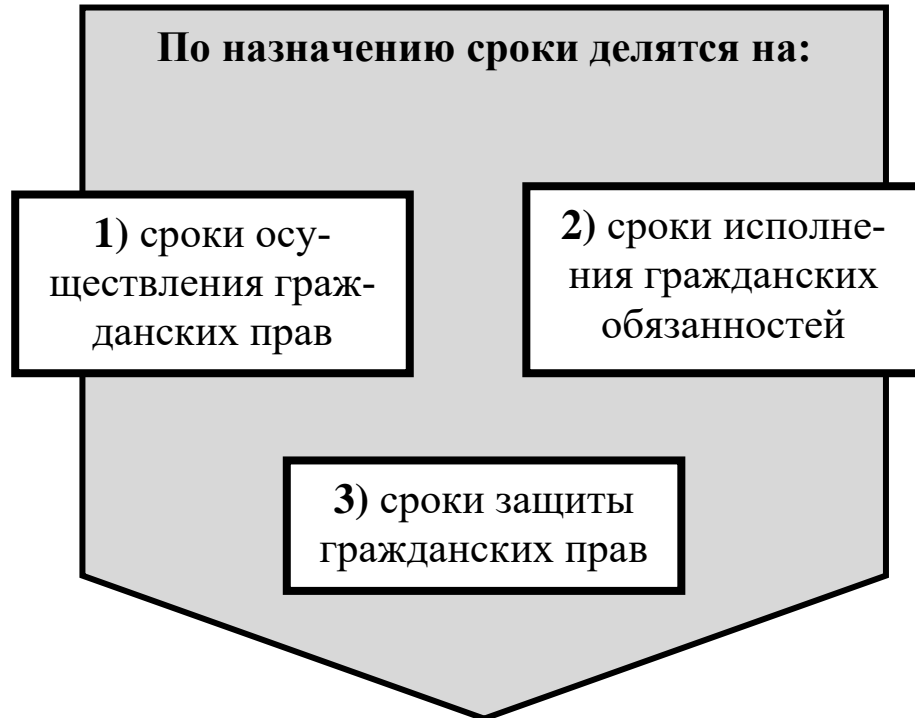 По назначению сроки делятся на:
1) сроки осу-
ществления граж-
данских прав
2) сроки исполне-
ния гражданских
обязанностей
3) сроки защиты
гражданских прав